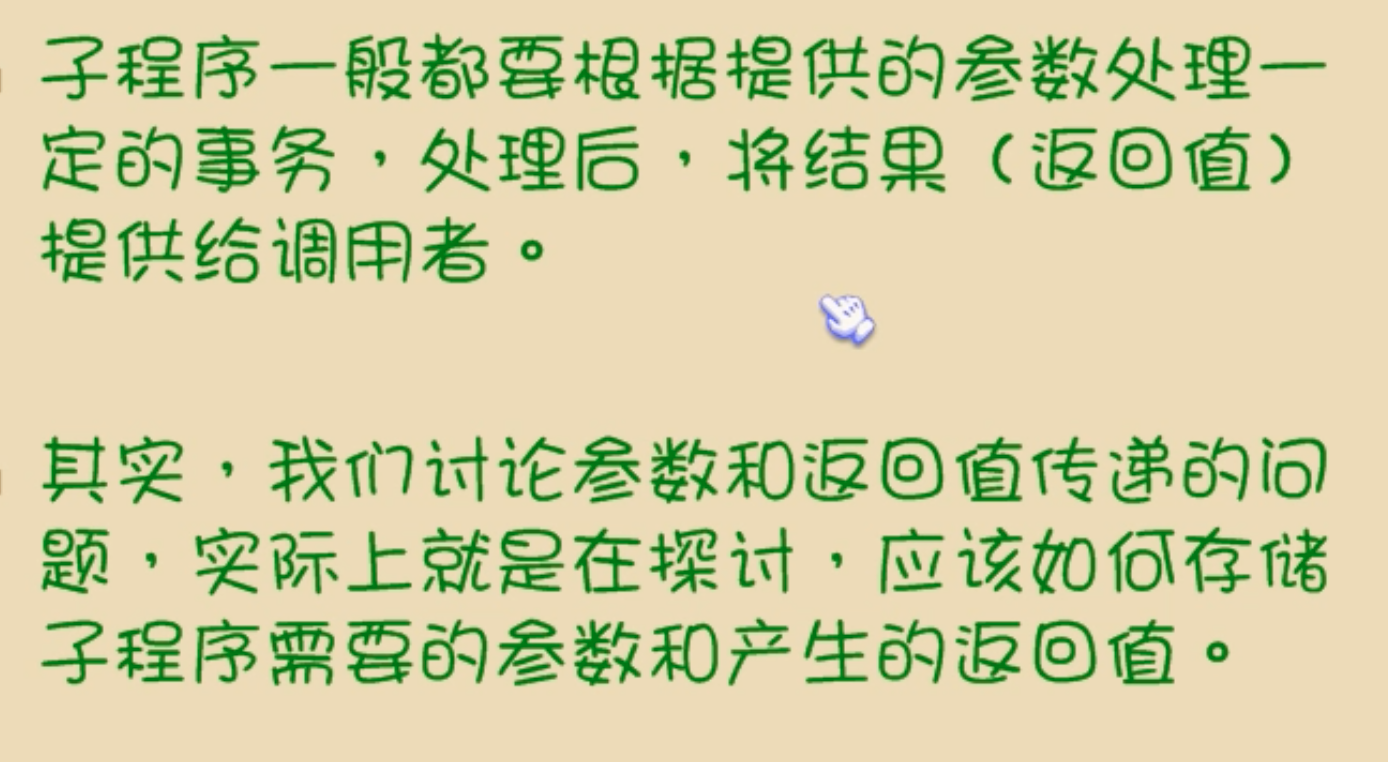 子程序一般都要根据提供的参数处理一
定的事务，处理后，将结果（返回值）
提供给调用者。
其实，我们讨论参数和返回值传递的问
题，实际上就是在探讨，应该如何存储
子程序需要的参数和产生的返回值。